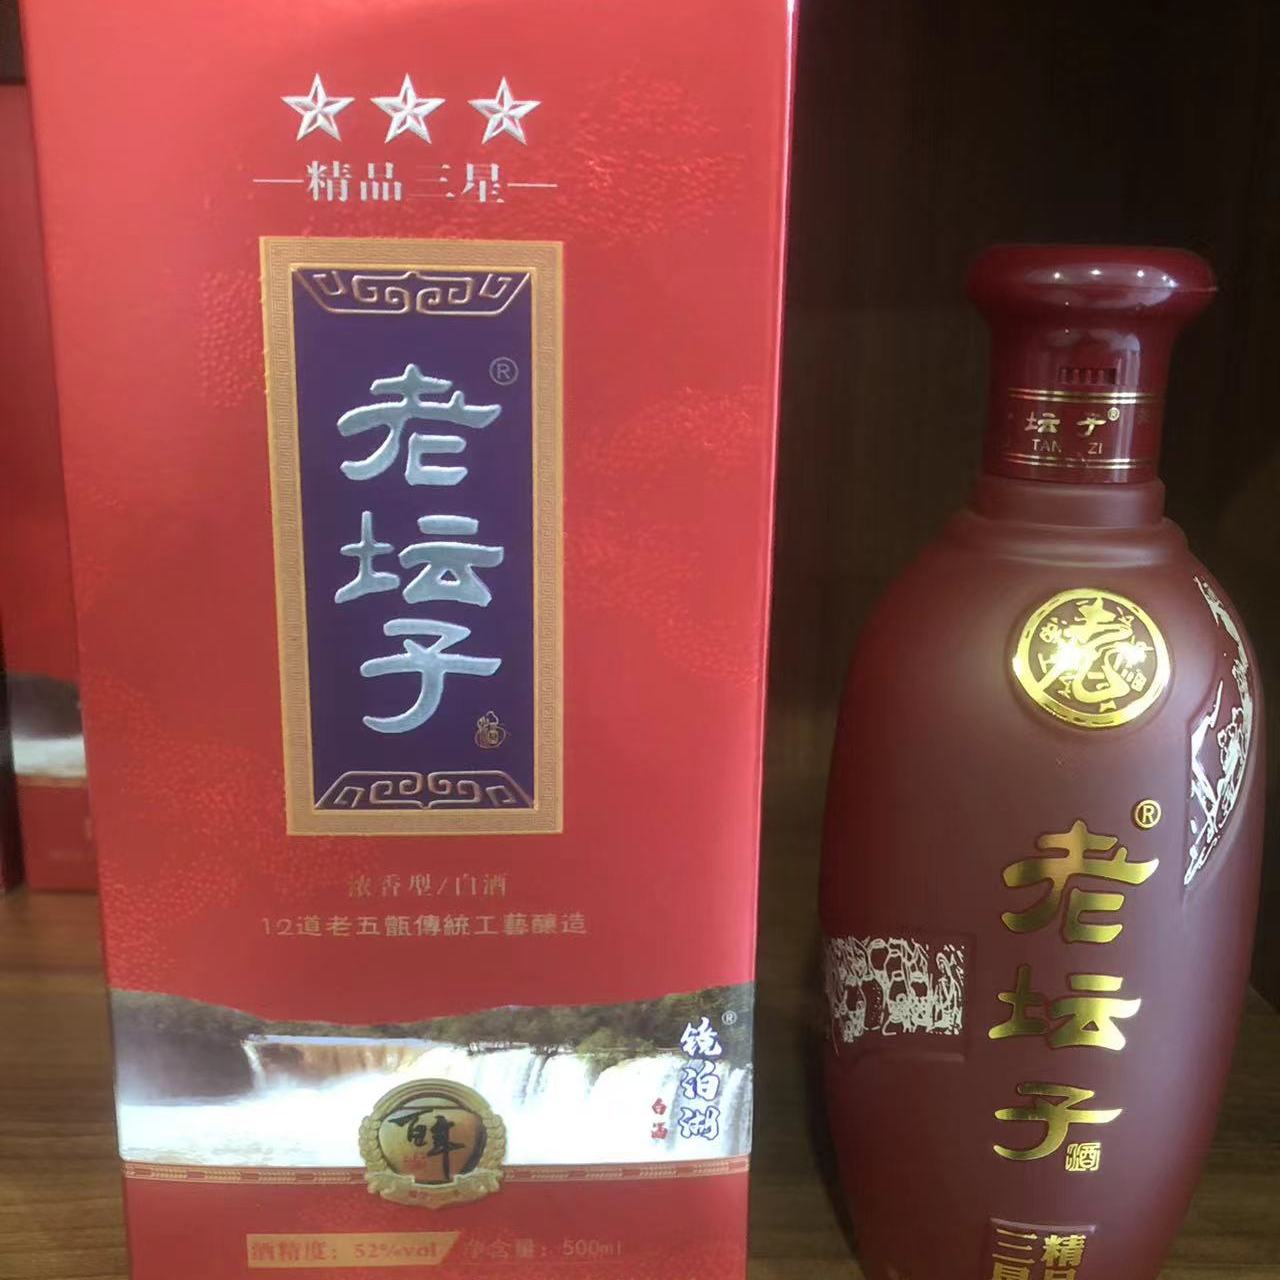 精品三星
老坛子®
酒
浓香型/白酒
12道老五甑傳統工藝釀造
镜泊湖®
白酒
百年
酒精度：52%vol 净含量：500ml
坛子®
TAN ZI
老
老坛子®
酒
精品
三星